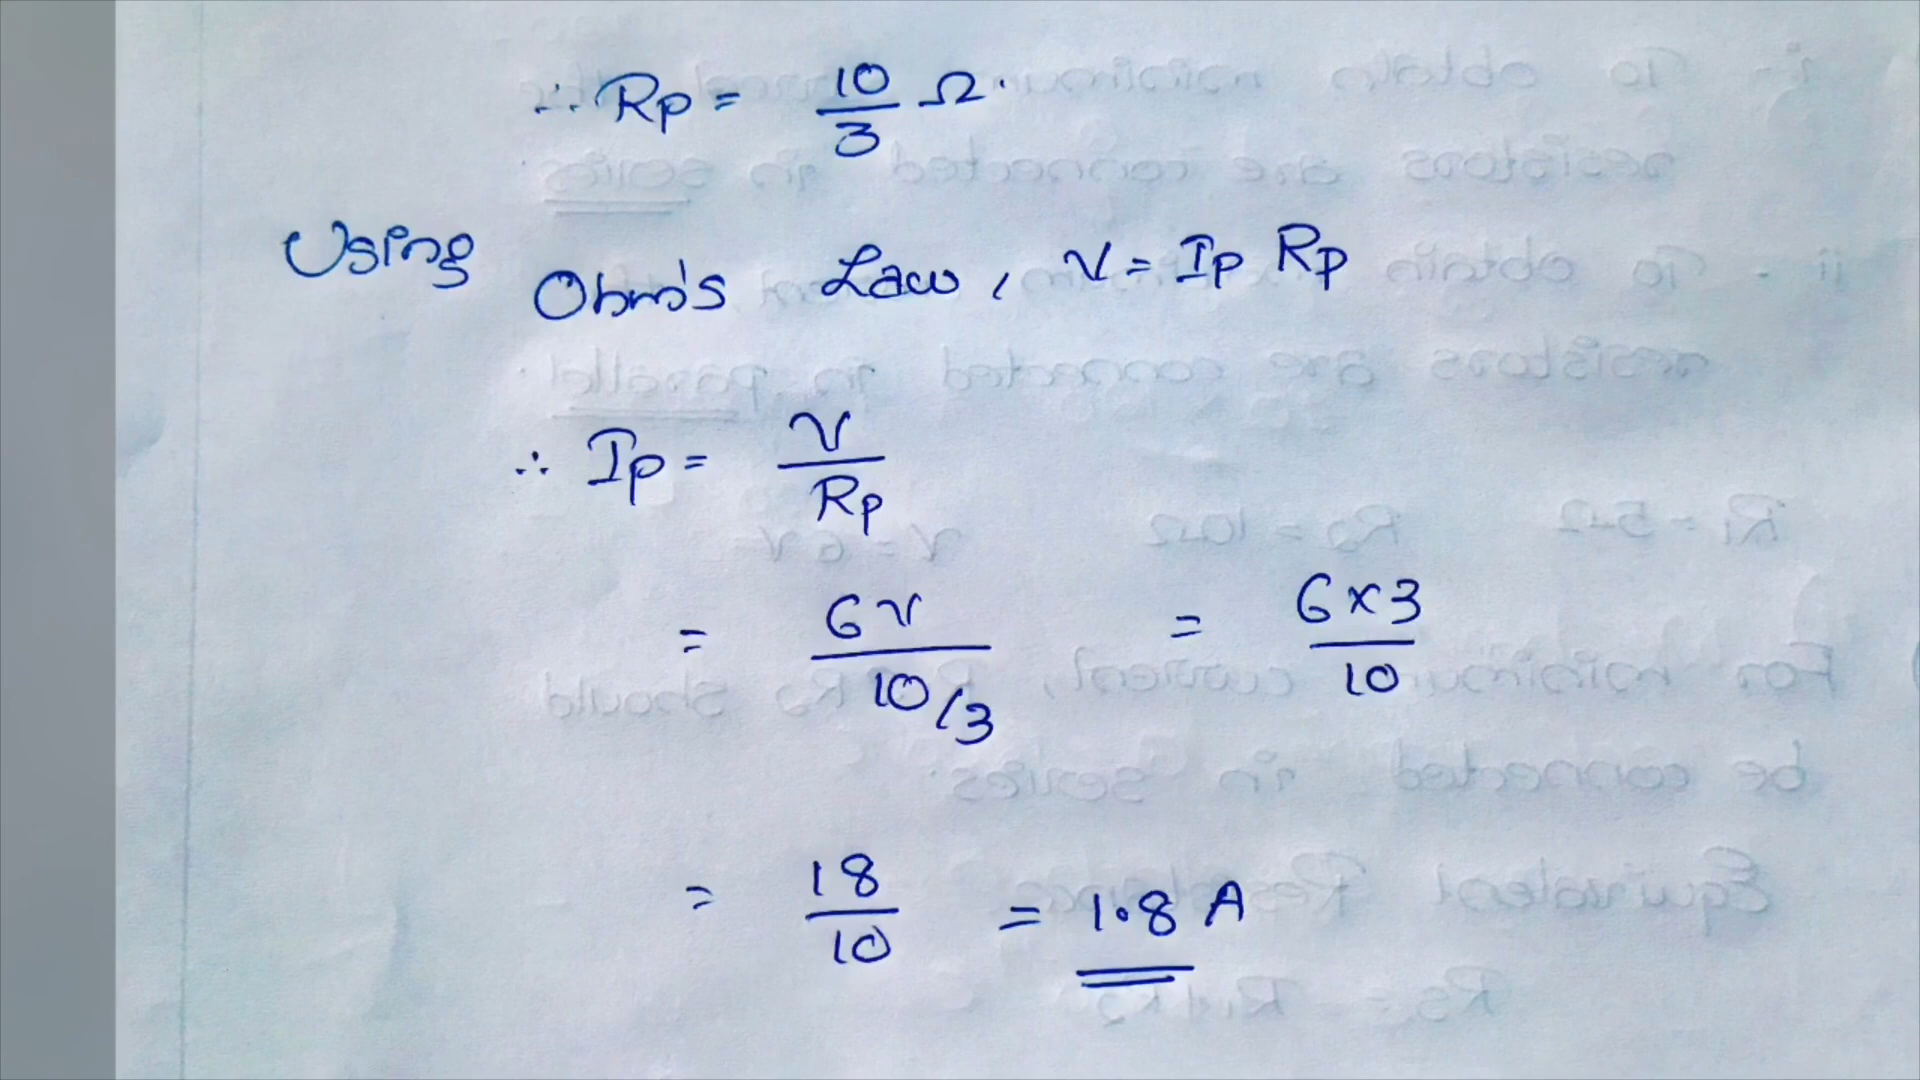 ∴ Rp = 10/3 Ω.
Using Ohm's Law, V = Ip Rp
∴ Ip = V/Rp
= 6V/(10/3) = 6×3/10
= 18/10 = 1.8 A